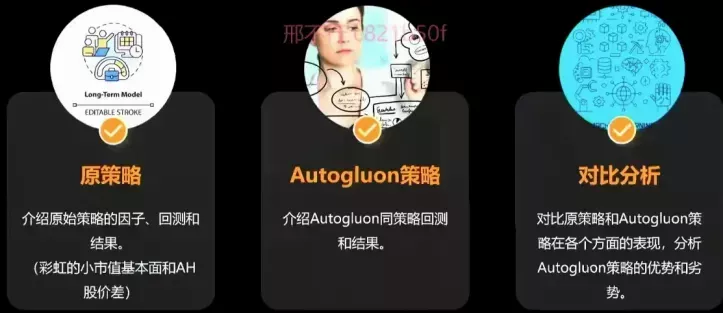 Long-Term Model
EDITABLE STROKE
原策略
介绍原始策略的因子、回测和
结果。
（彩虹的小市值基本面和AH
股价差）
Autogluon策略
介绍Autogluon同策略回测
和结果。
对比分析
对比原策略和Autogluon策
略在各个方面的表现，分析
Autogluon策略的优势和劣
势。